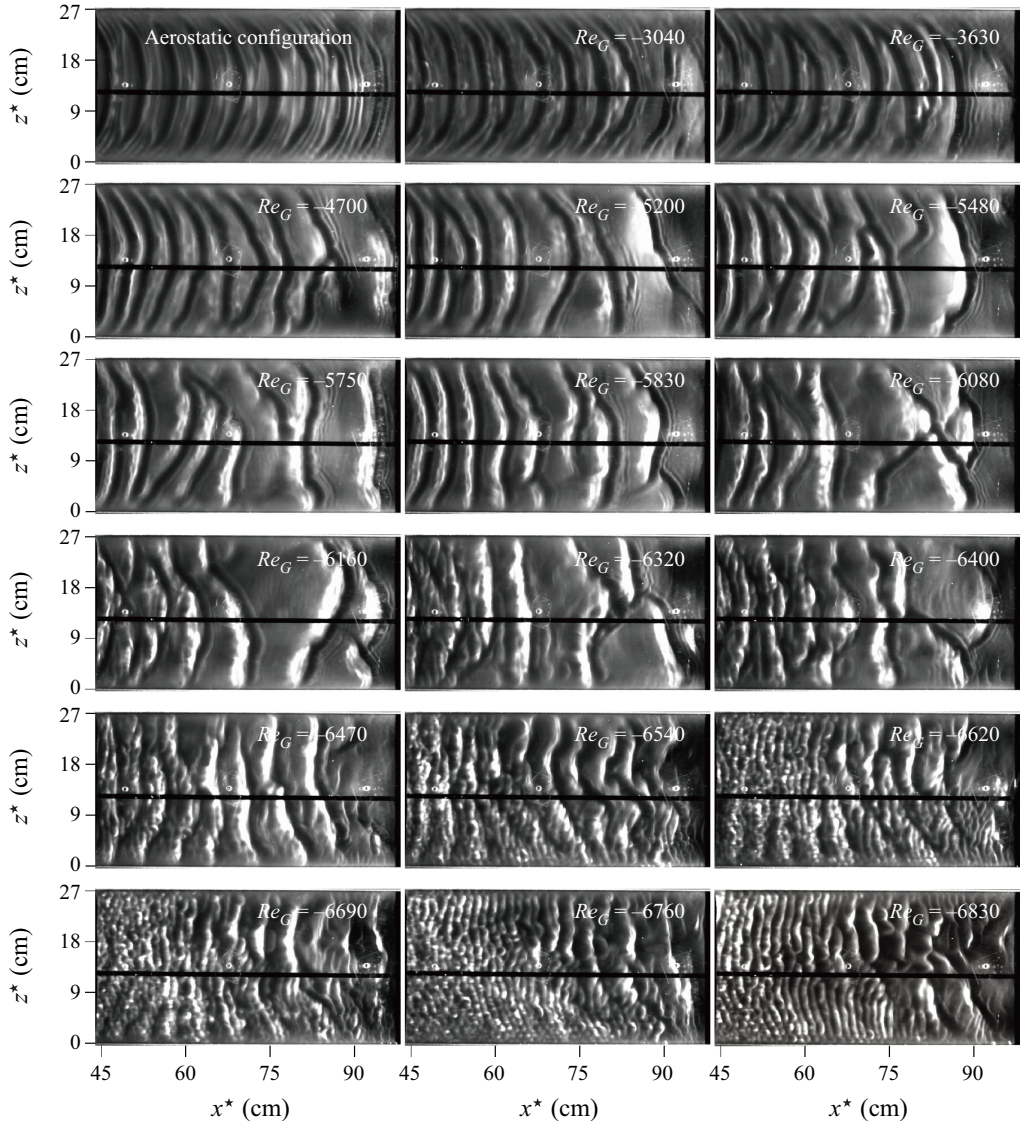 27
Aerostatic configuration
Re_G = –3040
Re_G = –3630
18
z* (cm)
9
0
27
Re_G = –4700
Re_G = –5200
Re_G = –5480
18
z* (cm)
9
0
27
Re_G = –5750
Re_G = –5830
Re_G = –6080
18
z* (cm)
9
0
27
Re_G = –6160
Re_G = –6320
Re_G = –6400
18
z* (cm)
9
0
27
Re_G = –6470
Re_G = –6540
Re_G = –6620
18
z* (cm)
9
0
27
Re_G = –6690
Re_G = –6760
Re_G = –6830
18
z* (cm)
9
0
45 60 75 90 45 60 75 90 45 60 75 90
x* (cm) x* (cm) x* (cm)